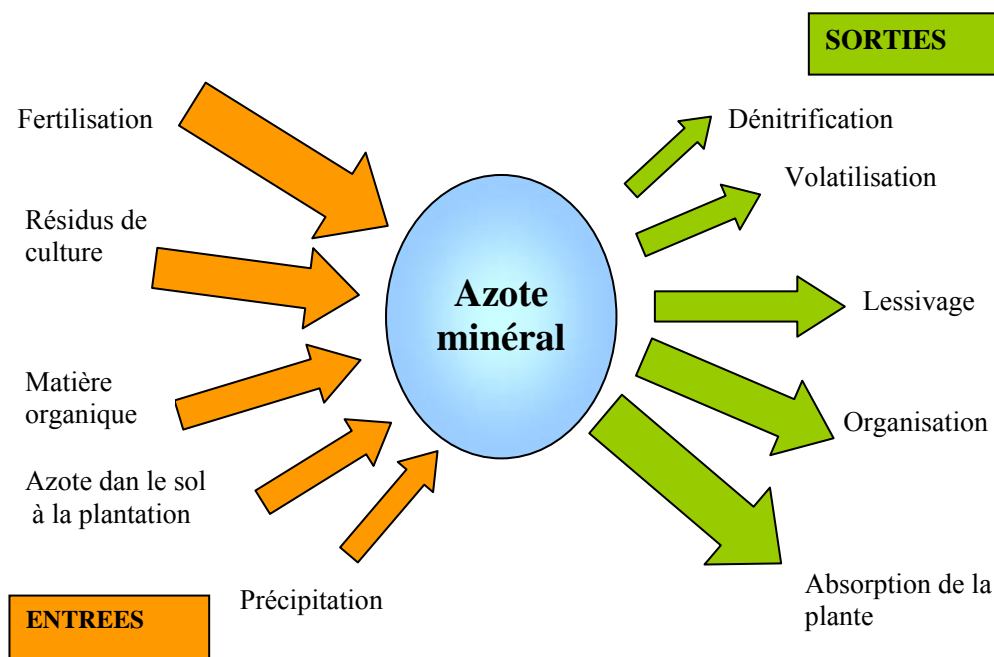 SORTIES
Fertilisation
Dénitrification
Volatilisation
Résidus de
culture
Azote
minéral
Lessivage
Matière
organique
Organisation
Azote dan le sol
à la plantation
Précipitation
Absorption de la
plante
ENTREES